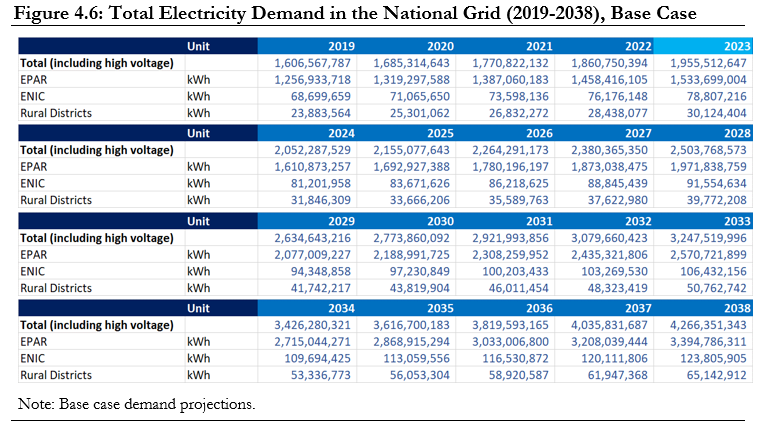 Figure 4.6: Total Electricity Demand in the National Grid (2019-2038), Base Case
Unit 2019 2020 2021 2022 2023
Total (including high voltage) 1,606,567,787 1,685,314,643 1,770,822,132 1,860,750,394 1,955,512,647
EPAR kWh 1,256,933,718 1,319,297,588 1,387,060,183 1,458,416,105 1,533,699,004
ENIC kWh 68,699,659 71,065,650 73,598,136 76,176,148 78,807,216
Rural Districts kWh 23,883,564 25,301,062 26,832,272 28,438,077 30,124,404
Unit 2024 2025 2026 2027 2028
Total (including high voltage) 2,052,287,529 2,155,077,643 2,264,291,173 2,380,365,350 2,503,768,573
EPAR kWh 1,610,873,257 1,692,927,388 1,780,196,197 1,873,038,475 1,971,838,759
ENIC kWh 81,201,958 83,671,626 86,218,625 88,845,439 91,554,634
Rural Districts kWh 31,846,309 33,666,206 35,589,763 37,622,980 39,772,208
Unit 2029 2030 2031 2032 2033
Total (including high voltage) 2,634,643,216 2,773,860,092 2,921,993,856 3,079,660,423 3,247,519,996
EPAR kWh 2,077,009,227 2,188,991,725 2,308,259,952 2,435,321,806 2,570,721,899
ENIC kWh 94,348,858 97,230,849 100,203,433 103,269,530 106,432,156
Rural Districts kWh 41,742,217 43,819,904 46,011,454 48,323,419 50,762,742
Unit 2034 2035 2036 2037 2038
Total (including high voltage) 3,426,280,321 3,616,700,183 3,819,593,165 4,035,831,687 4,266,351,343
EPAR kWh 2,715,044,271 2,868,915,294 3,033,006,800 3,208,039,444 3,394,786,311
ENIC kWh 109,694,425 113,059,556 116,530,872 120,111,806 123,805,905
Rural Districts kWh 53,336,773 56,053,304 58,920,587 61,947,368 65,142,912
Note: Base case demand projections.